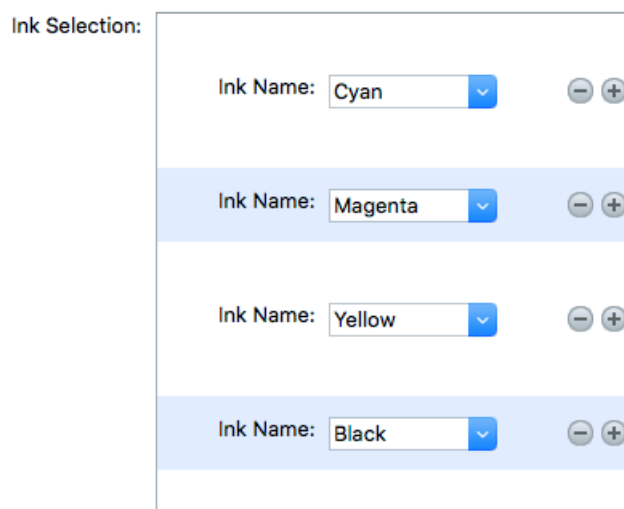 Ink Selection:
Ink Name: Cyan
Ink Name: Magenta
Ink Name: Yellow
Ink Name: Black